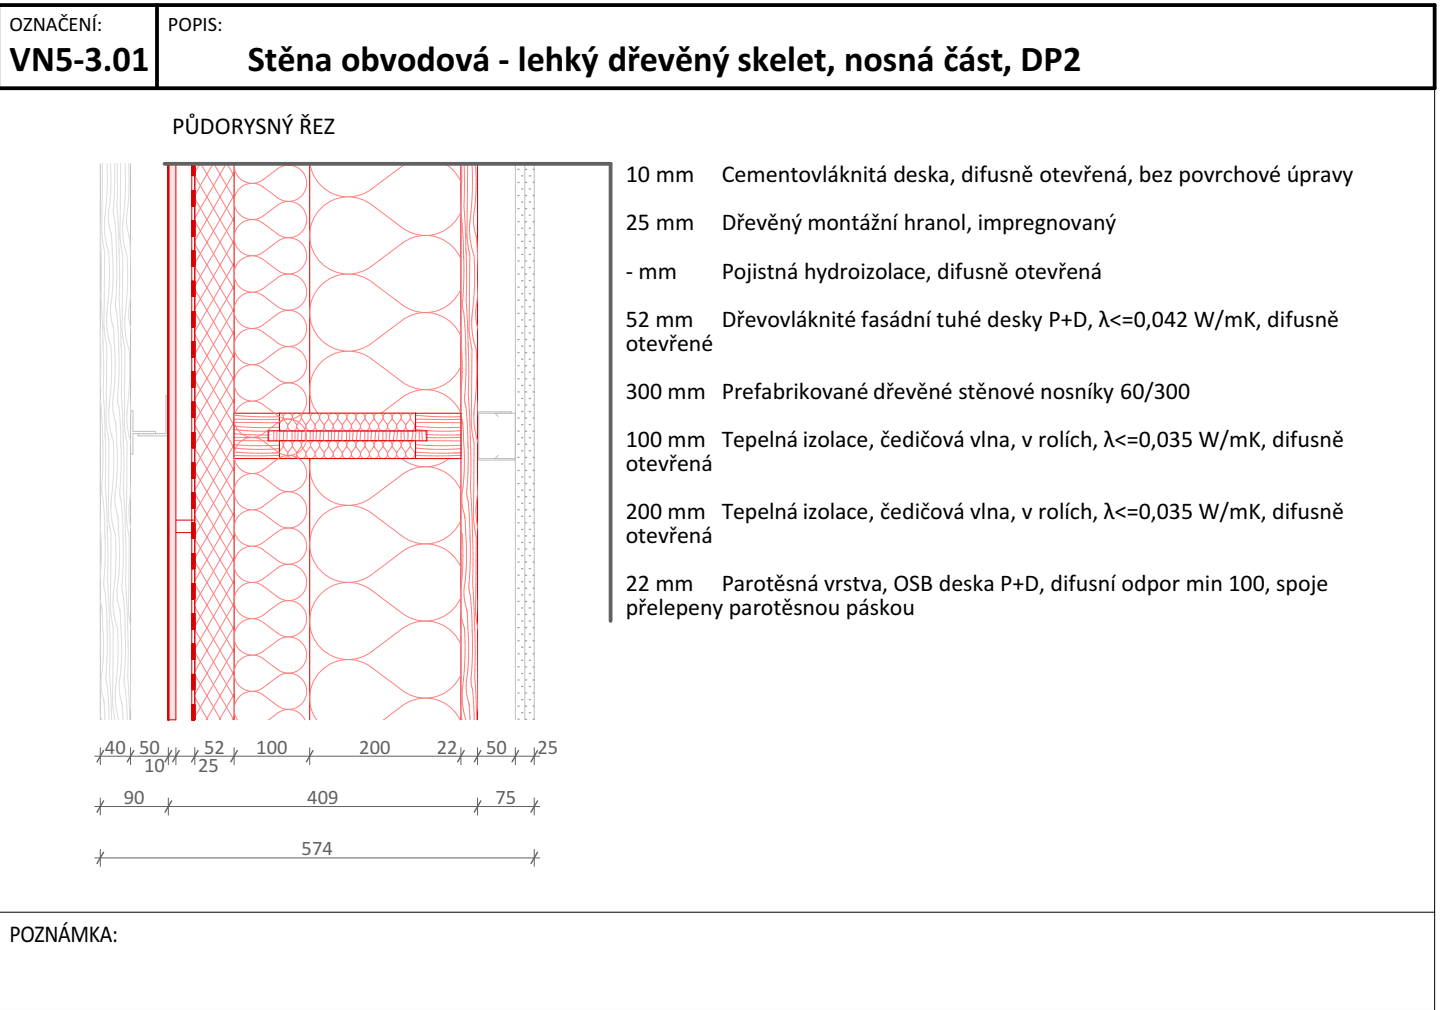 OZNAČENÍ:
POPIS:
VN5-3.01
Stěna obvodová - lehký dřevěný skelet, nosná část, DP2
PŮDORYSNÝ ŘEZ
10 mm Cementovláknitá deska, difusně otevřená, bez povrchové úpravy
25 mm Dřevěný montážní hranol, impregnovaný
- mm Pojistná hydroizolace, difusně otevřená
52 mm Dřevovláknité fasádní tuhé desky P+D, λ<=0,042 W/mK, difusně
otevřené
300 mm Prefabrikované dřevěné stěnové nosníky 60/300
100 mm Tepelná izolace, čedičová vlna, v rolích, λ<=0,035 W/mK, difusně
otevřená
200 mm Tepelná izolace, čedičová vlna, v rolích, λ<=0,035 W/mK, difusně
otevřená
22 mm Parotěsná vrstva, OSB deska P+D, difusní odpor min 100, spoje
přelepeny parotěsnou páskou
40 50 52 100 200 22 50 25
10 25
90 409 75
574
POZNÁMKA: